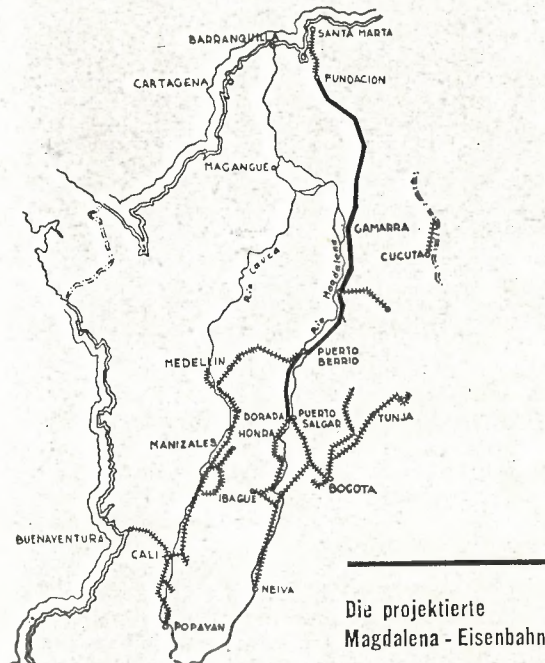 BARRANQUILLA
SANTA MARTA
CARTAGENA
FUNDACION
MAGANGUE
GAMARRA
CUCUTA
Rio Cauca
Rio Magdalena
MEDELLIN
PUERTO
BERRIO
DORADA
PUERTO
SALGAR
TUNJA
HONDA
MANIZALES
IBAGUE
BOGOTA
BUENAVENTURA
CALI
NEIVA
POPAYAN
Die projektierte
Magdalena - Eisenbahn